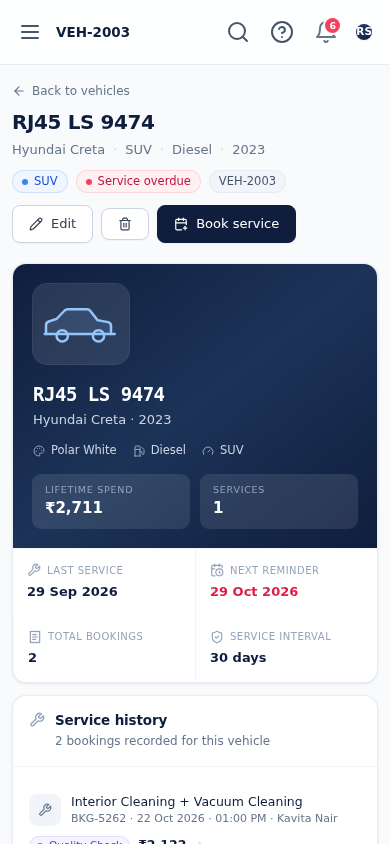 VEH-2003
6
RS
Back to vehicles
RJ45 LS 9474
Hyundai Creta · SUV · Diesel · 2023
SUV
Service overdue
VEH-2003
Edit
Book service
RJ45 LS 9474
Hyundai Creta · 2023
Polar White
Diesel
SUV
LIFETIME SPEND
₹2,711
SERVICES
1
LAST SERVICE
29 Sep 2026
NEXT REMINDER
29 Oct 2026
TOTAL BOOKINGS
2
SERVICE INTERVAL
30 days
Service history
2 bookings recorded for this vehicle
Interior Cleaning + Vacuum Cleaning
BKG-5262 · 22 Oct 2026 · 01:00 PM · Kavita Nair
Quality Check
₹2,122